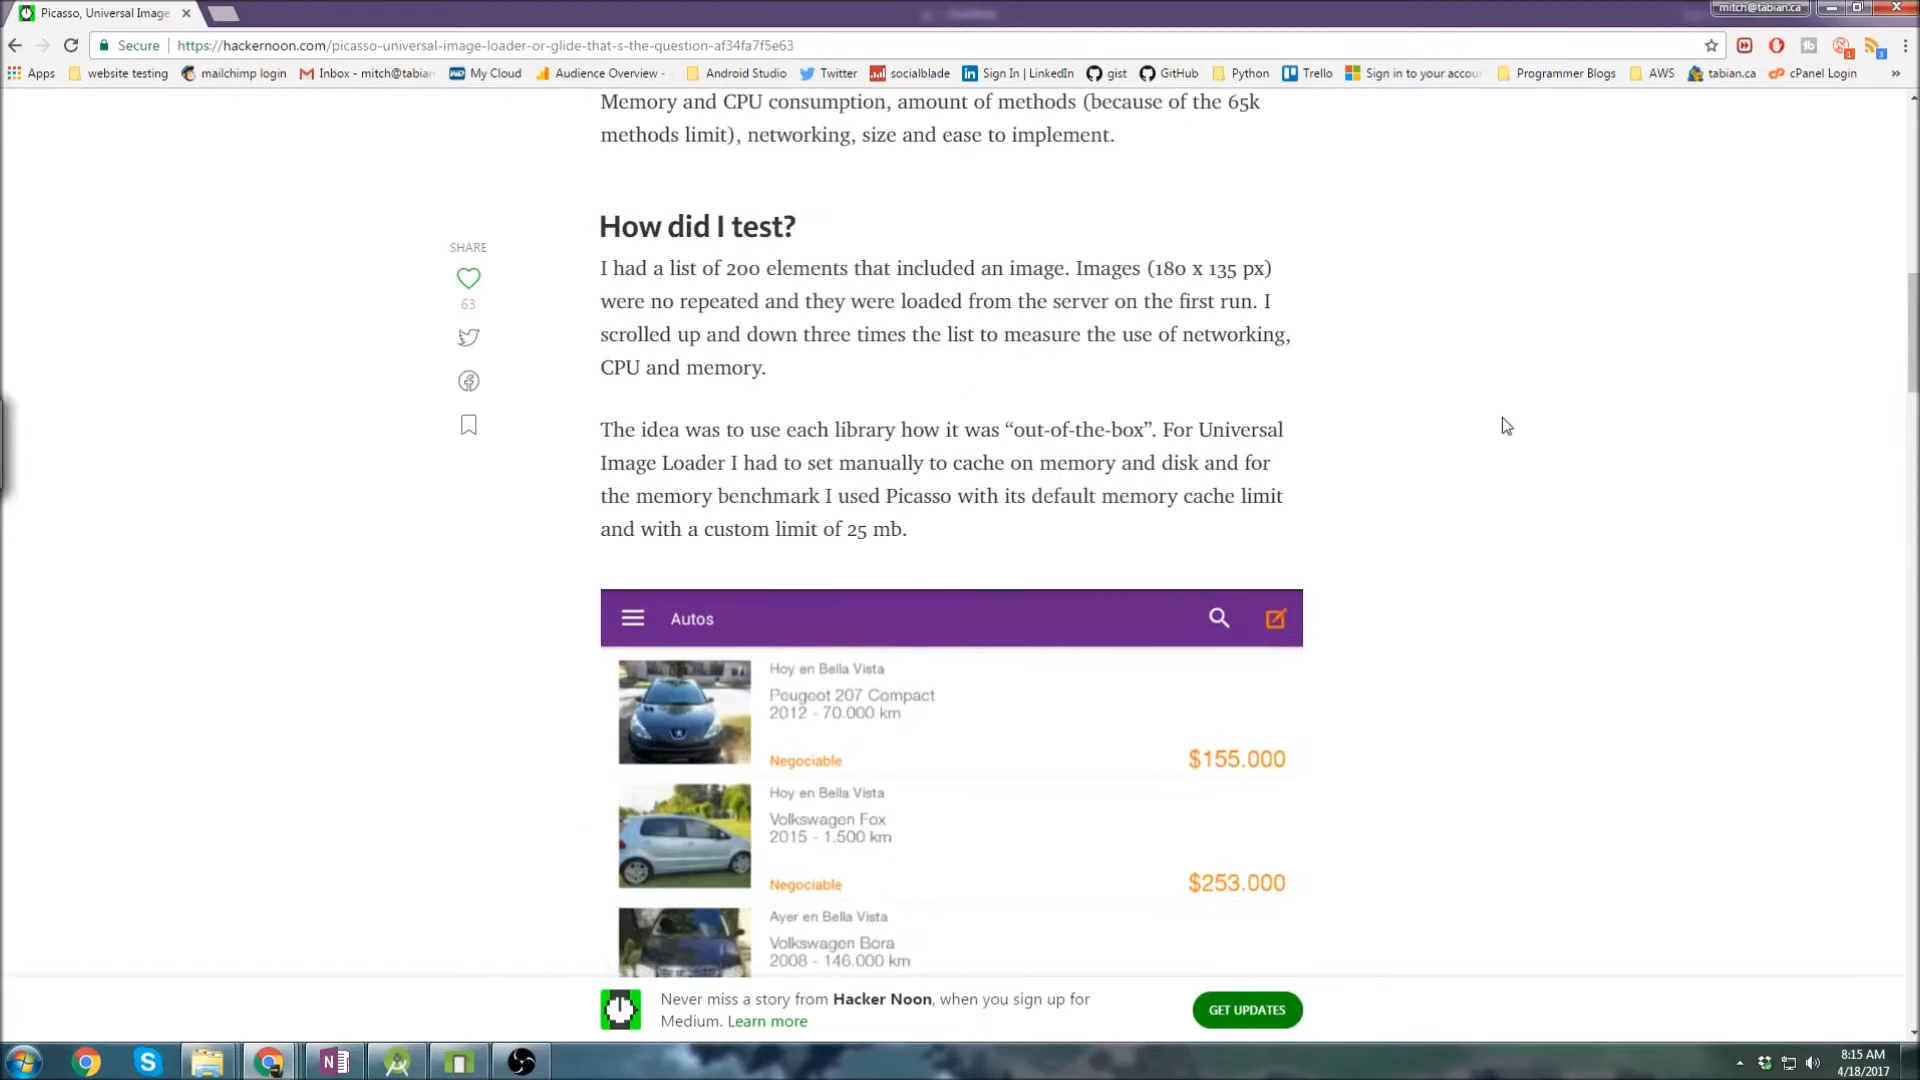 Picasso, Universal Image
mitch@tabian.ca
Secure
https://hackernoon.com/picasso-universal-image-loader-or-glide-that-s-the-question-af34fa7f5e63
Apps
website testing
mailchimp login
Inbox - mitch@tabian
My Cloud
Audience Overview -
Android Studio
Twitter
socialblade
Sign In | LinkedIn
gist
GitHub
Python
Trello
Sign in to your accou
Programmer Blogs
AWS
tabian.ca
cPanel Login
»
Memory and CPU consumption, amount of methods (because of the 65k
methods limit), networking, size and ease to implement.
How did I test?
SHARE
63
I had a list of 200 elements that included an image. Images (180 x 135 px)
were no repeated and they were loaded from the server on the first run. I
scrolled up and down three times the list to measure the use of networking,
CPU and memory.
The idea was to use each library how it was “out-of-the-box”. For Universal
Image Loader I had to set manually to cache on memory and disk and for
the memory benchmark I used Picasso with its default memory cache limit
and with a custom limit of 25 mb.
Autos
Hoy en Bella Vista
Peugeot 207 Compact
2012 - 70.000 km
Negociable
$155.000
Hoy en Bella Vista
Volkswagen Fox
2015 - 1.500 km
Negociable
$253.000
Ayer en Bella Vista
Volkswagen Bora
2008 - 146.000 km
Never miss a story from Hacker Noon, when you sign up for
Medium. Learn more
GET UPDATES
8:15 AM
4/18/2017